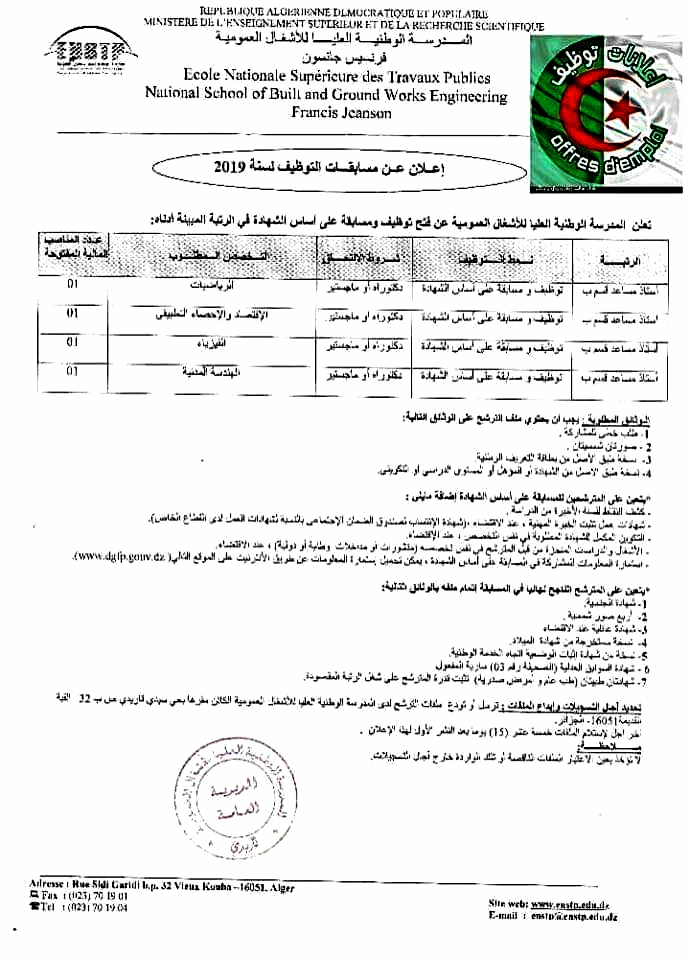 REPUBLIQUE ALGERIENNE DEMOCRATIQUE ET POPULAIRE
MINISTERE DE L'ENSEIGNEMENT SUPERIEUR ET DE LA RECHERCHE SCIENTIFIQUE
المدرسة الوطنية العليا للأشغال العمومية
فرنسيس جانسون
Ecole Nationale Supérieure des Travaux Publics
National School of Built and Ground Works Engineering
Francis Jeanson
ENSTP
إعلانات توظيف
offres d'emploi
إعلان عن مسابقات التوظيف لسنة 2019
تعلن المدرسة الوطنية العليا للأشغال العمومية عن فتح توظيف ومسابقة على أساس الشهادة في الرتبة المبينة أدناه:
الرتبة نمط التوظيف شروط الالتحاق التخصص المطلوب عدد المناصب المالية المفتوحة
أستاذ مساعد قسم ب توظيف و مسابقة على أساس الشهادة دكتوراه أو ماجستير الرياضيات 01
أستاذ مساعد قسم ب توظيف و مسابقة على أساس الشهادة دكتوراه أو ماجستير الإقتصاد والإحصاء التطبيقي 01
أستاذ مساعد قسم ب توظيف و مسابقة على أساس الشهادة دكتوراه أو ماجستير الفيزياء 01
أستاذ مساعد قسم ب توظيف و مسابقة على أساس الشهادة دكتوراه أو ماجستير الهندسة المدنية 01
الوثائق المطلوبة : يجب أن يحتوي ملف الترشح على الوثائق التالية:
1- طلب خطي للمشاركة .
2 - صورتان شمسيتان .
3- نسخة طبق الأصل من بطاقة التعريف الوطنية.
4- نسخة طبق الأصل من الشهادة أو المؤهل أو المستوى الدراسي أو التكويني.
*يتعين على المترشحين للمسابقة على أساس الشهادة إضافة مايلي :
- كشف النقاط لسنة الأخيرة من الدراسة .
- شهادات عمل تثبت الخبرة المهنية ، عند الاقتضاء ،(شهادة الإنتساب لصندوق الضمان الإجتماعي بالنسبة لشهادات العمل لدى القطاع الخاص).
- التكوين المكمل للشهادة المطلوبة في نفس التخصص ، عند الإقتضاء.
- الأشغال والدراسات المنجزة من قبل المترشح في نفس تخصصه (منشورات أو مداخلات وطنية أو دولية) ، عند الاقتضاء.
- استمارة المعلومات للمشاركة في المسابقة على أساس الشهادة ، يمكن تحميل إستمارة المعلومات عن طريق الأنترنيت على الموقع التالي( www.dgfp.gouv.dz).
*يتعين على المترشح الناجح نهائيا في المسابقة إتمام ملفه بالوثائق التالية:
1- شهادة الجنسية.
2- أربع صور شمسية .
3- شهادة عائلية عند الاقتضاء
4- نسخة مستخرجة من شهادة الميلاد.
5- نسخة من شهادة إثبات الوضعية اتجاه الخدمة الوطنية.
6 - شهادة السوابق العدلية (الصحيفة رقم 03) سارية المفعول
7- شهادتان طبيتان (طب عام و أمراض صدرية) تثبت قدرة المترشح على شغل الرتبة المقصودة.
تحديد آجال التسجيلات وإيداع الملفات : ترسل أو تودع ملفات الترشح لدى المدرسة الوطنية العليا للأشغال العمومية الكائن مقرها بحي سيدي قاريدي ص ب 32 القبة
القديمة 16051- الجزائر.
آخر أجل لإستلام الملفات خمسة عشر (15) يوما بعد النشر الأول لهذا الإعلان .
ملاحظة:
لا تؤخذ بعين الاعتبار الملفات الناقصة أو تلك الواردة خارج آجال التسجيلات.
المديرية
العامة
Adresse : Rue Sidi Garidi b.p. 32 Vieux Kouba –16051. Alger
Fax : (023) 70 19 01
Tel : (023) 70 19 04
Site web: www.enstp.edu.dz
E-mail : enstp@enstp.edu.dz